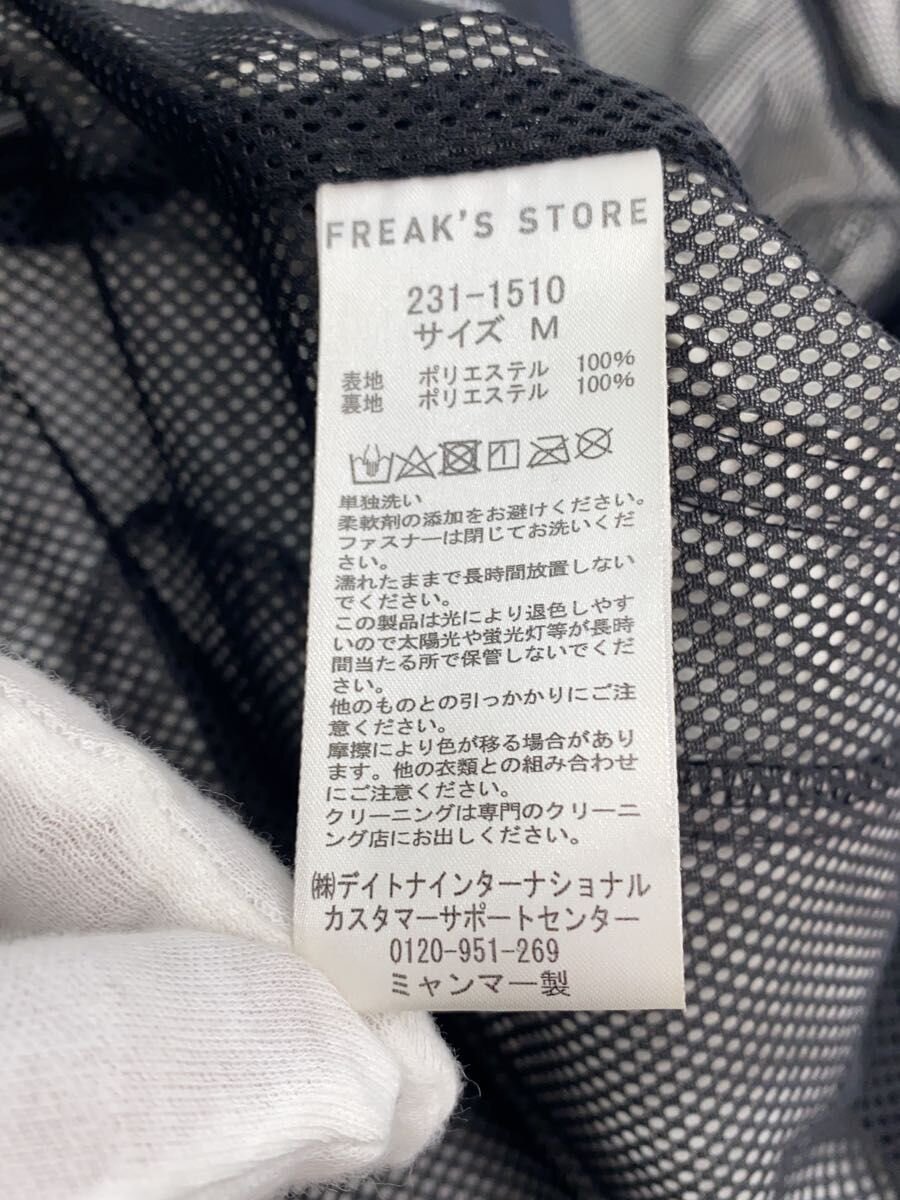 FREAK'S STORE
231-1510
サイズ M
表地 ポリエステル 100%
裏地 ポリエステル 100%
単独洗い
柔軟剤の添加をお避けください。
ファスナーは閉じてお洗いくだ
さい。
濡れたままで長時間放置しない
でください。
この製品は光により退色しやす
いので太陽光や蛍光灯等が長時
間当たる所で保管しないでくだ
さい。
他のものとの引っかかりにご注
意ください。
摩擦により色が移る場合があり
ます。他の衣類との組み合わせ
にご注意ください。
クリーニングは専門のクリーニ
ング店にお出しください。
㈱デイトナインターナショナル
カスタマーサポートセンター
0120-951-269
ミャンマー製